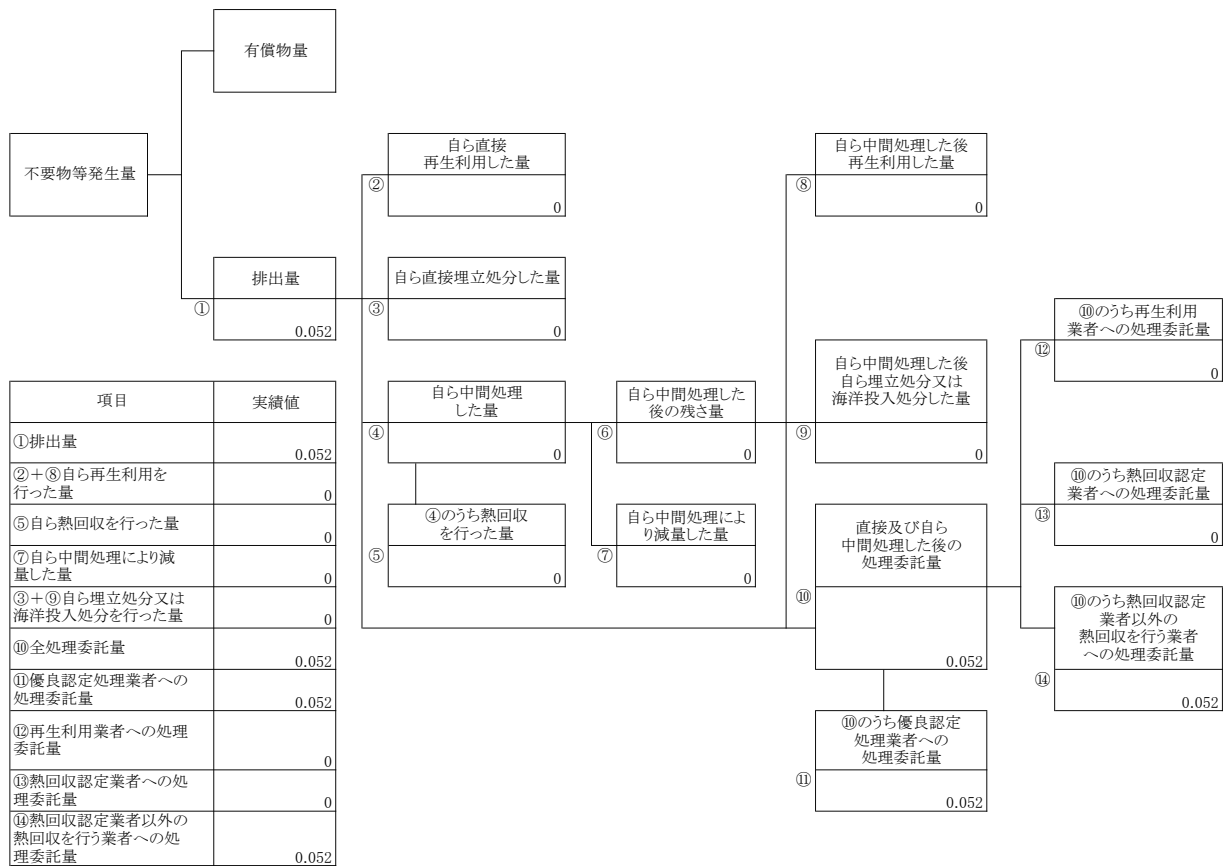 有償物量
不要物等発生量
排出量
①
0.052
自ら直接
再生利用した量
②
0
自ら直接埋立処分した量
③
0
自ら中間処理
した量
④
0
④のうち熱回収
を行った量
⑤
0
自ら中間処理した
後の残さ量
⑥
0
自ら中間処理によ
り減量した量
⑦
0
自ら中間処理した後
再生利用した量
⑧
0
自ら中間処理した後
自ら埋立処分又は
海洋投入処分した量
⑨
0
直接及び自ら
中間処理した後の
処理委託量
⑩
0.052
⑩のうち優良認定
処理業者への
処理委託量
⑪
0.052
⑩のうち再生利用
業者への処理委託量
⑫
0
⑩のうち熱回収認定
業者への処理委託量
⑬
0
⑩のうち熱回収認定
業者以外の
熱回収を行う業者
への処理委託量
⑭
0.052
項目 実績値
①排出量 0.052
②+⑧自ら再生利用を
行った量 0
⑤自ら熱回収を行った量 0
⑦自ら中間処理により減
量した量 0
③+⑨自ら埋立処分又は
海洋投入処分を行った量 0
⑩全処理委託量 0.052
⑪優良認定処理業者への
処理委託量 0.052
⑫再生利用業者への処理
委託量 0
⑬熱回収認定業者への処
理委託量 0
⑭熱回収認定業者以外の
熱回収を行う業者への処
理委託量 0.052